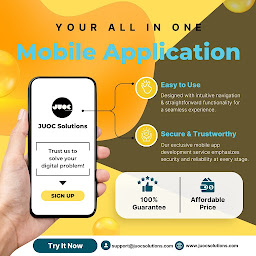 YOUR ALL IN ONE
Mobile Application
JUOC
JUOC Solutions
Trust us to
solve your
digital problem!
SIGN UP
Easy to Use
Designed with intuitive navigation
& straightforward functionality for
a seamless experience.
Secure & Trustworthy
Our exclusive mobile app
development service emphasizes
security and reliability at every stage.
100%
Guarantee
Affordable
Price
Try It Now
support@juocsolutions.com
www.juocsolutions.com